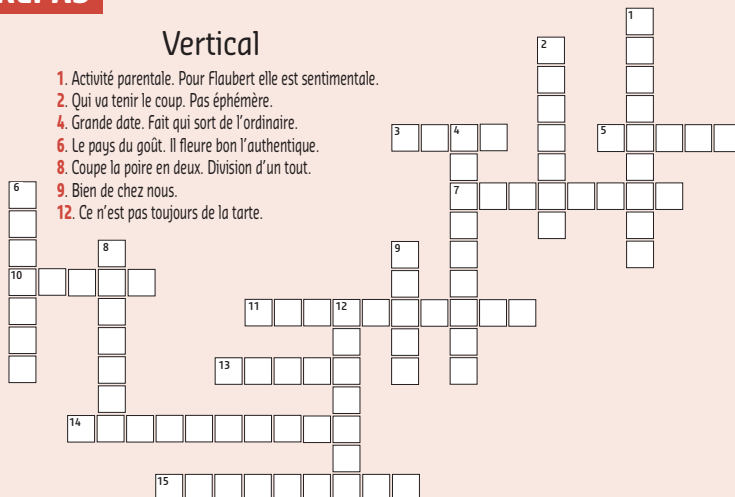 Vertical
1. Activité parentale. Pour Flaubert elle est sentimentale.
2. Qui va tenir le coup. Pas éphémère.
4. Grande date. Fait qui sort de l'ordinaire.
6. Le pays du goût. Il fleure bon l'authentique.
8. Coupe la poire en deux. Division d'un tout.
9. Bien de chez nous.
12. Ce n'est pas toujours de la tarte.
1
2
3 4 5
6 7
8 9
10
11 12
13
14
15